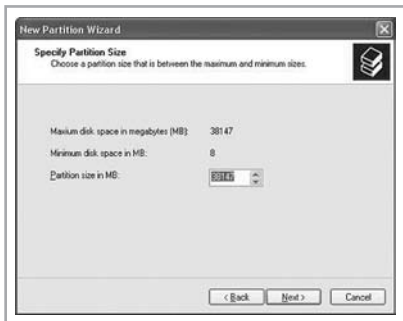 New Partition Wizard
Specify Partition Size
Choose a partition size that is between the maximum and minimum sizes.
Maxium disk space in megabytes (MB): 38147
Minimum disk space in MB: 8
Partition size in MB: 38147
< Back Next > Cancel